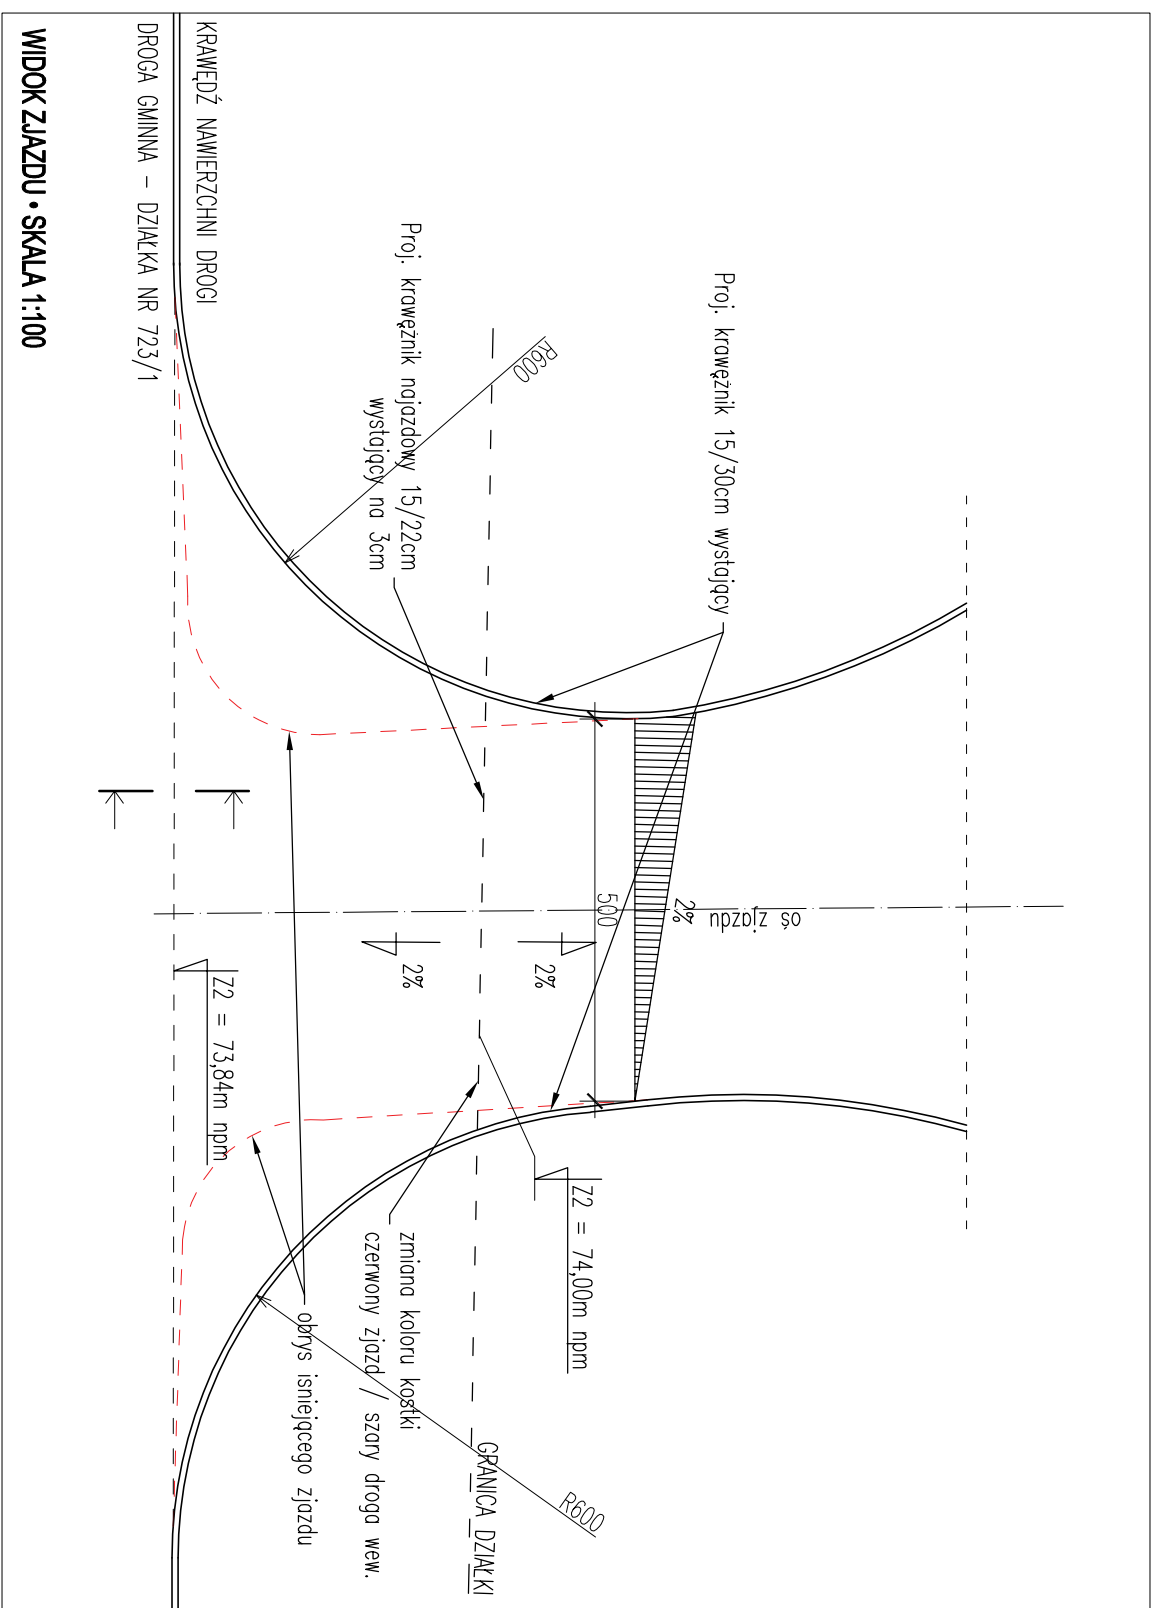 Proj. krawężnik 15/30cm wystający
R600
Proj. krawężnik najazdowy 15/22cm
wystający na 3cm
KRAWĘDŹ NAWIERZCHNI DROGI
DROGA GMINNA - DZIAŁKA NR 723/1
WIDOK ZJAZDU • SKALA 1:100
oś zjazdu
2%
500
2%
2%
Z2 = 73,84m npm
Z2 = 74,00m npm
zmiana koloru kostki
czerwony zjazd / szary droga wew.
obrys isniejącego zjazdu
GRANICA DZIAŁKI
R600